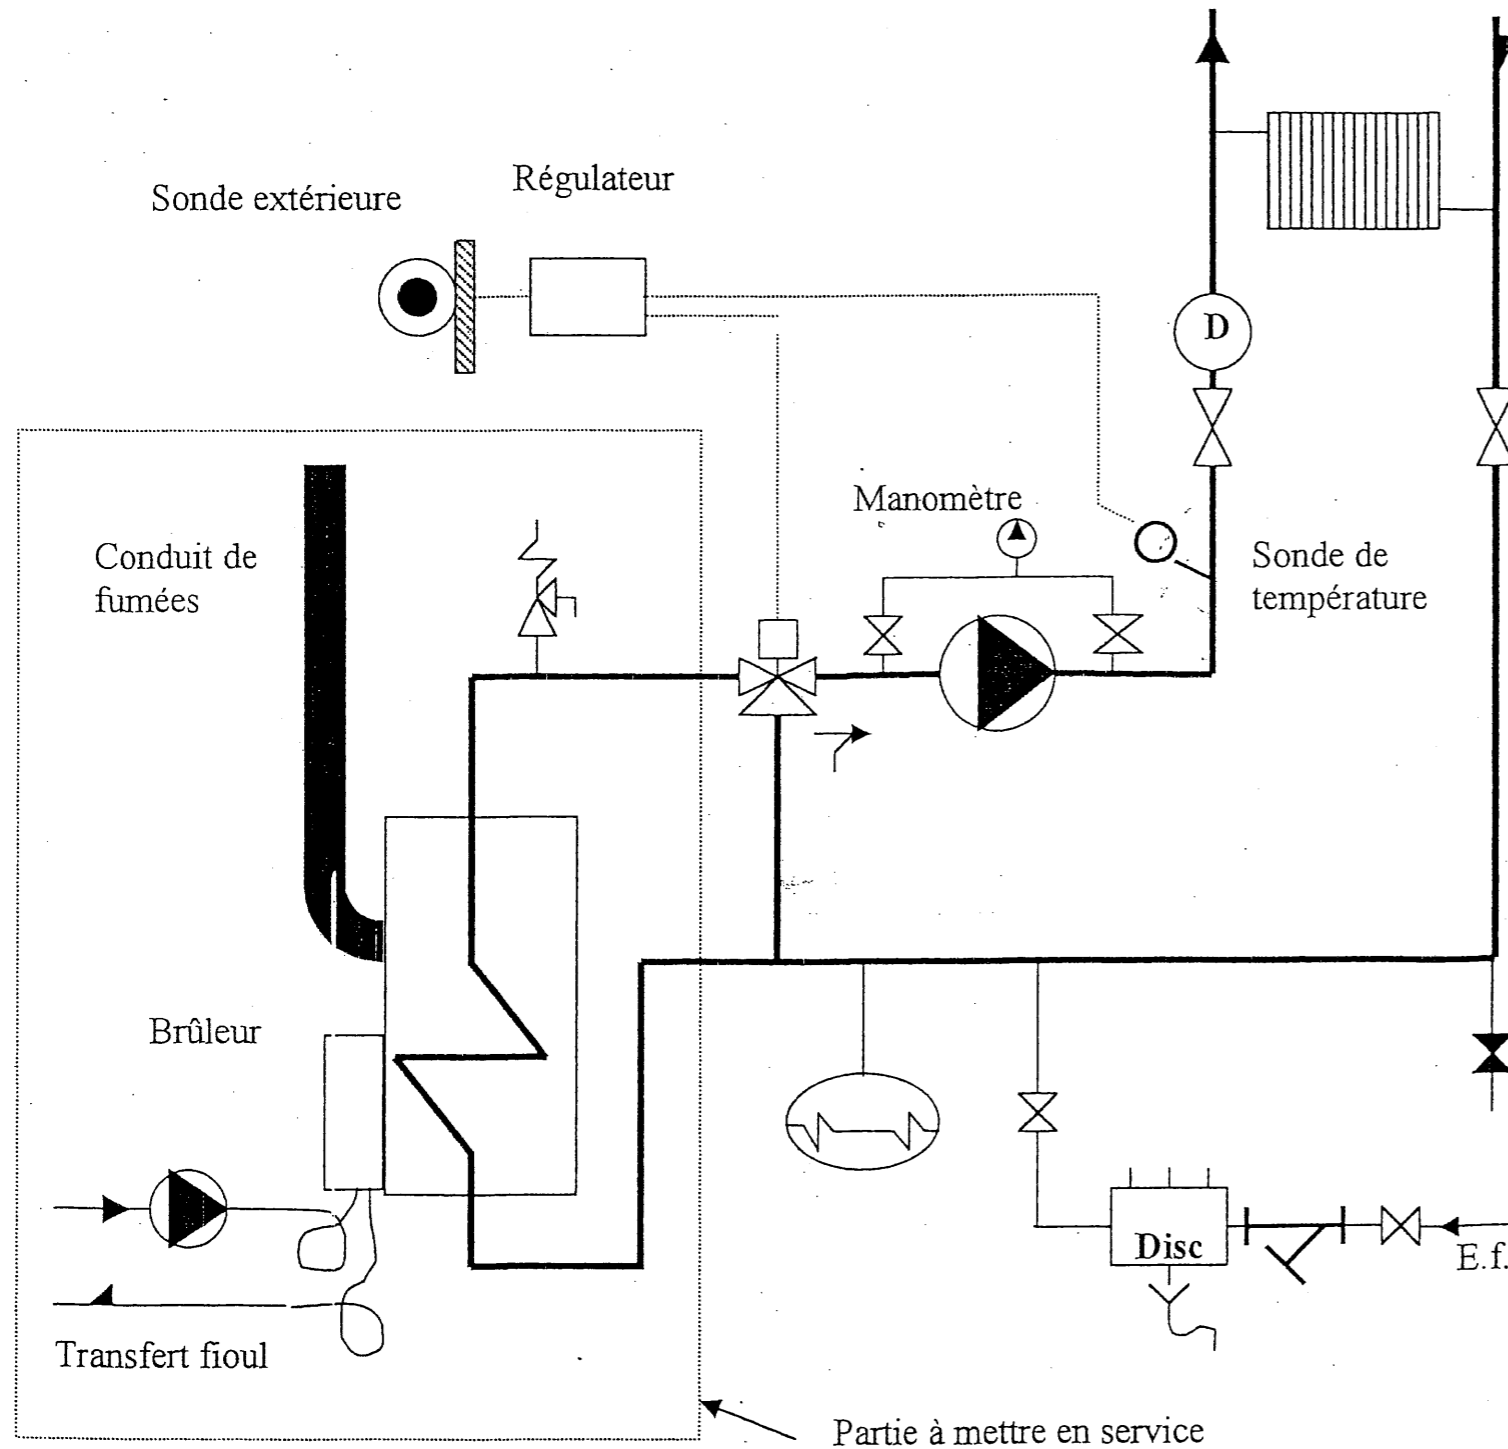 Sonde extérieure
Régulateur
D
Manomètre
Conduit de
fumées
Sonde de
température
Brûleur
Disc
E.f.
Transfert fioul
Partie à mettre en service